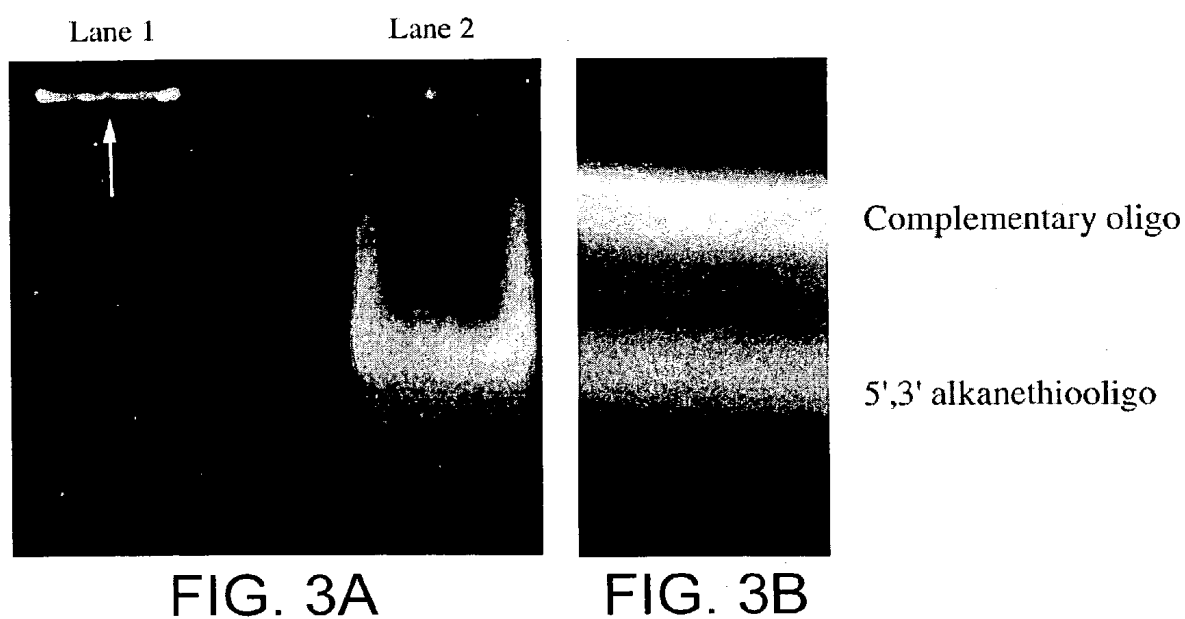 Lane 1
Lane 2
Complementary oligo
5',3' alkanethiooligo
FIG. 3A
FIG. 3B